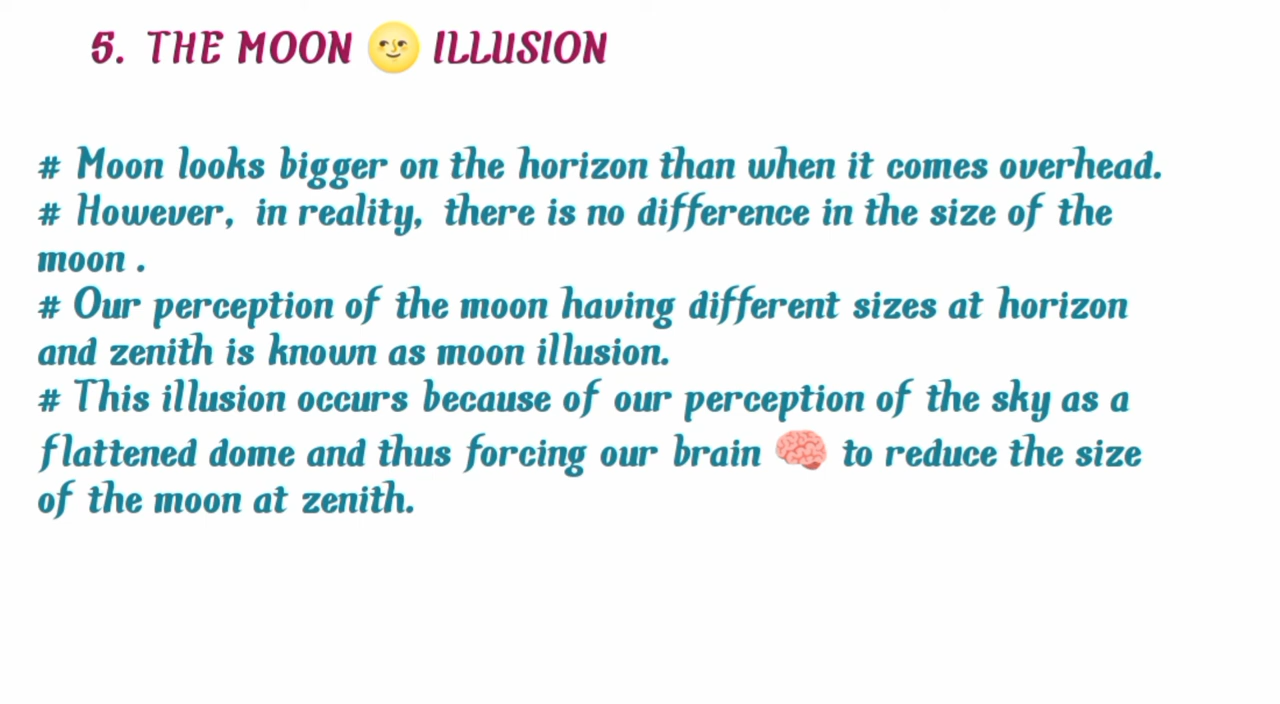 5. THE MOON 🌝 ILLUSION
# Moon looks bigger on the horizon than when it comes overhead.
# However, in reality, there is no difference in the size of the
moon .
# Our perception of the moon having different sizes at horizon
and zenith is known as moon illusion.
# This illusion occurs because of our perception of the sky as a
flattened dome and thus forcing our brain 🧠 to reduce the size
of the moon at zenith.